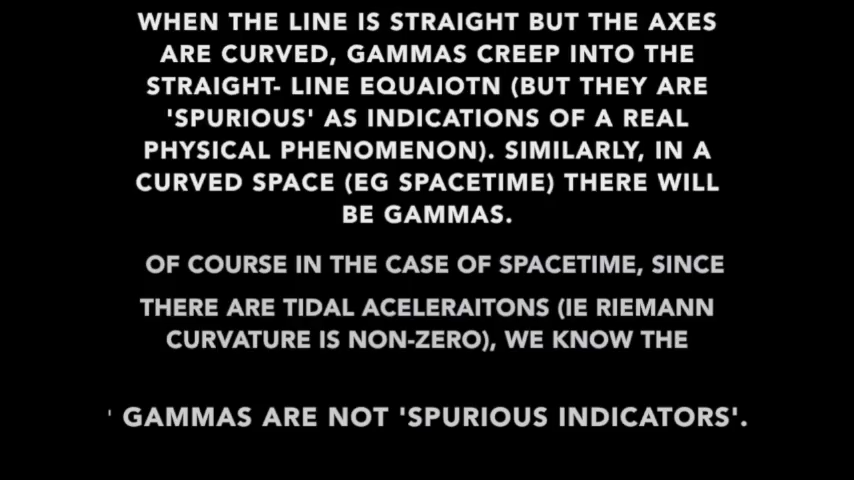 WHEN THE LINE IS STRAIGHT BUT THE AXES
ARE CURVED, GAMMAS CREEP INTO THE
STRAIGHT- LINE EQUAIOTN (BUT THEY ARE
'SPURIOUS' AS INDICATIONS OF A REAL
PHYSICAL PHENOMENON). SIMILARLY, IN A
CURVED SPACE (EG SPACETIME) THERE WILL
BE GAMMAS.
OF COURSE IN THE CASE OF SPACETIME, SINCE
THERE ARE TIDAL ACELERAITONS (IE RIEMANN
CURVATURE IS NON-ZERO), WE KNOW THE
' GAMMAS ARE NOT 'SPURIOUS INDICATORS'.